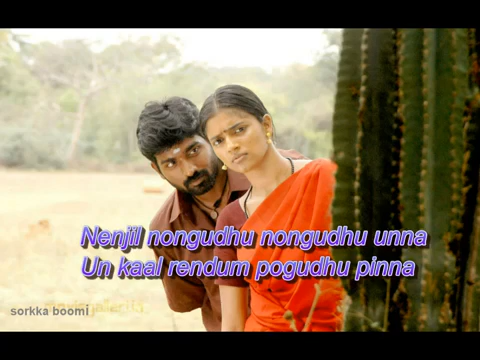 Nenjil nongudhu nongudhu unna
Un kaal rendum pogudhu pinna
sorkka boomi